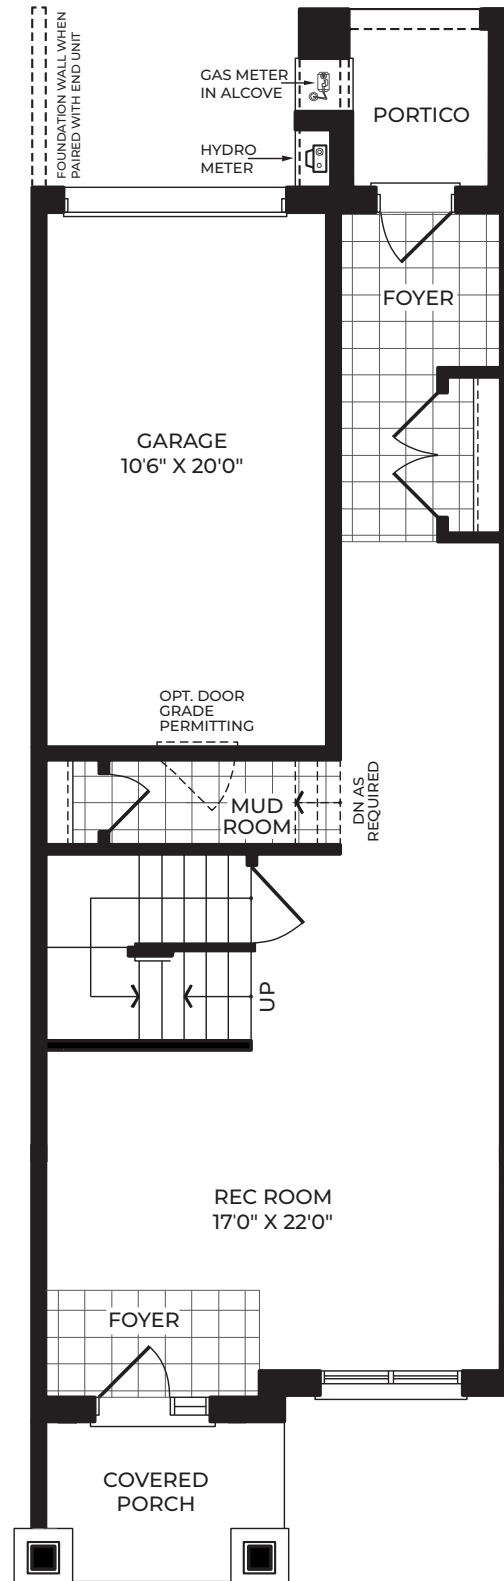 FOUNDATION WALL WHEN
PAIRED WITH END UNIT
GAS METER
IN ALCOVE
HYDRO
METER
PORTICO
FOYER
GARAGE
10'6" X 20'0"
OPT. DOOR
GRADE
PERMITTING
MUD
ROOM
DN AS
REQUIRED
UP
REC ROOM
17'0" X 22'0"
FOYER
COVERED
PORCH